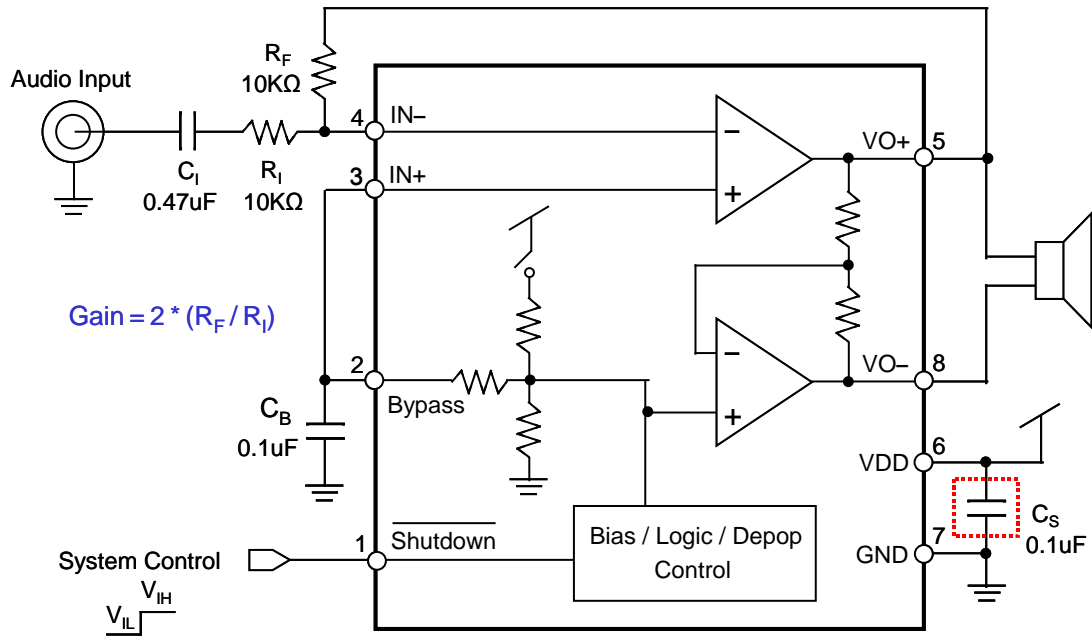 R_F
10KΩ
Audio Input
C_I
0.47uF
R_I
10KΩ
4
IN–
3
IN+
–
+
VO+
5
Gain = 2 * (R_F / R_I)
2
Bypass
C_B
0.1uF
–
+
VO–
8
VDD
6
C_S
0.1uF
GND
7
1
Shutdown
Bias / Logic / Depop
Control
System Control
V_IH
V_IL